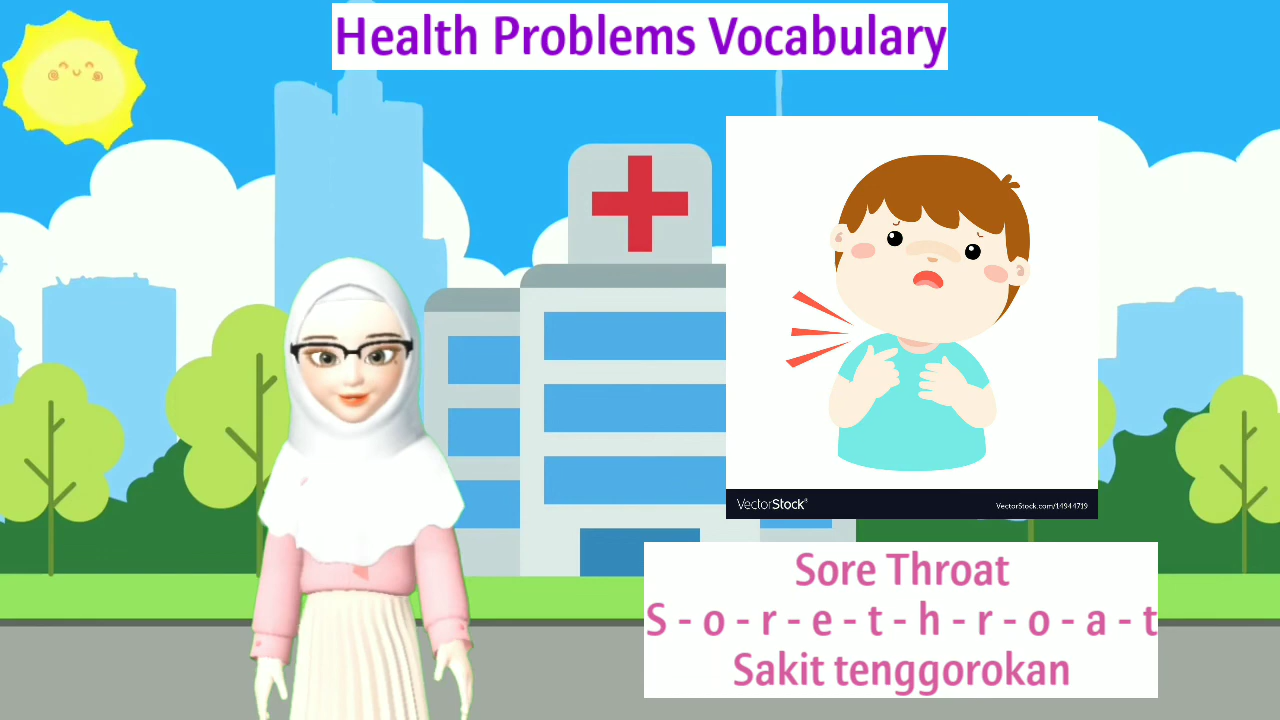 Health Problems Vocabulary
VectorStock®
VectorStock.com/14944719
Sore Throat
S - o - r - e - t - h - r - o - a - t
Sakit tenggorokan